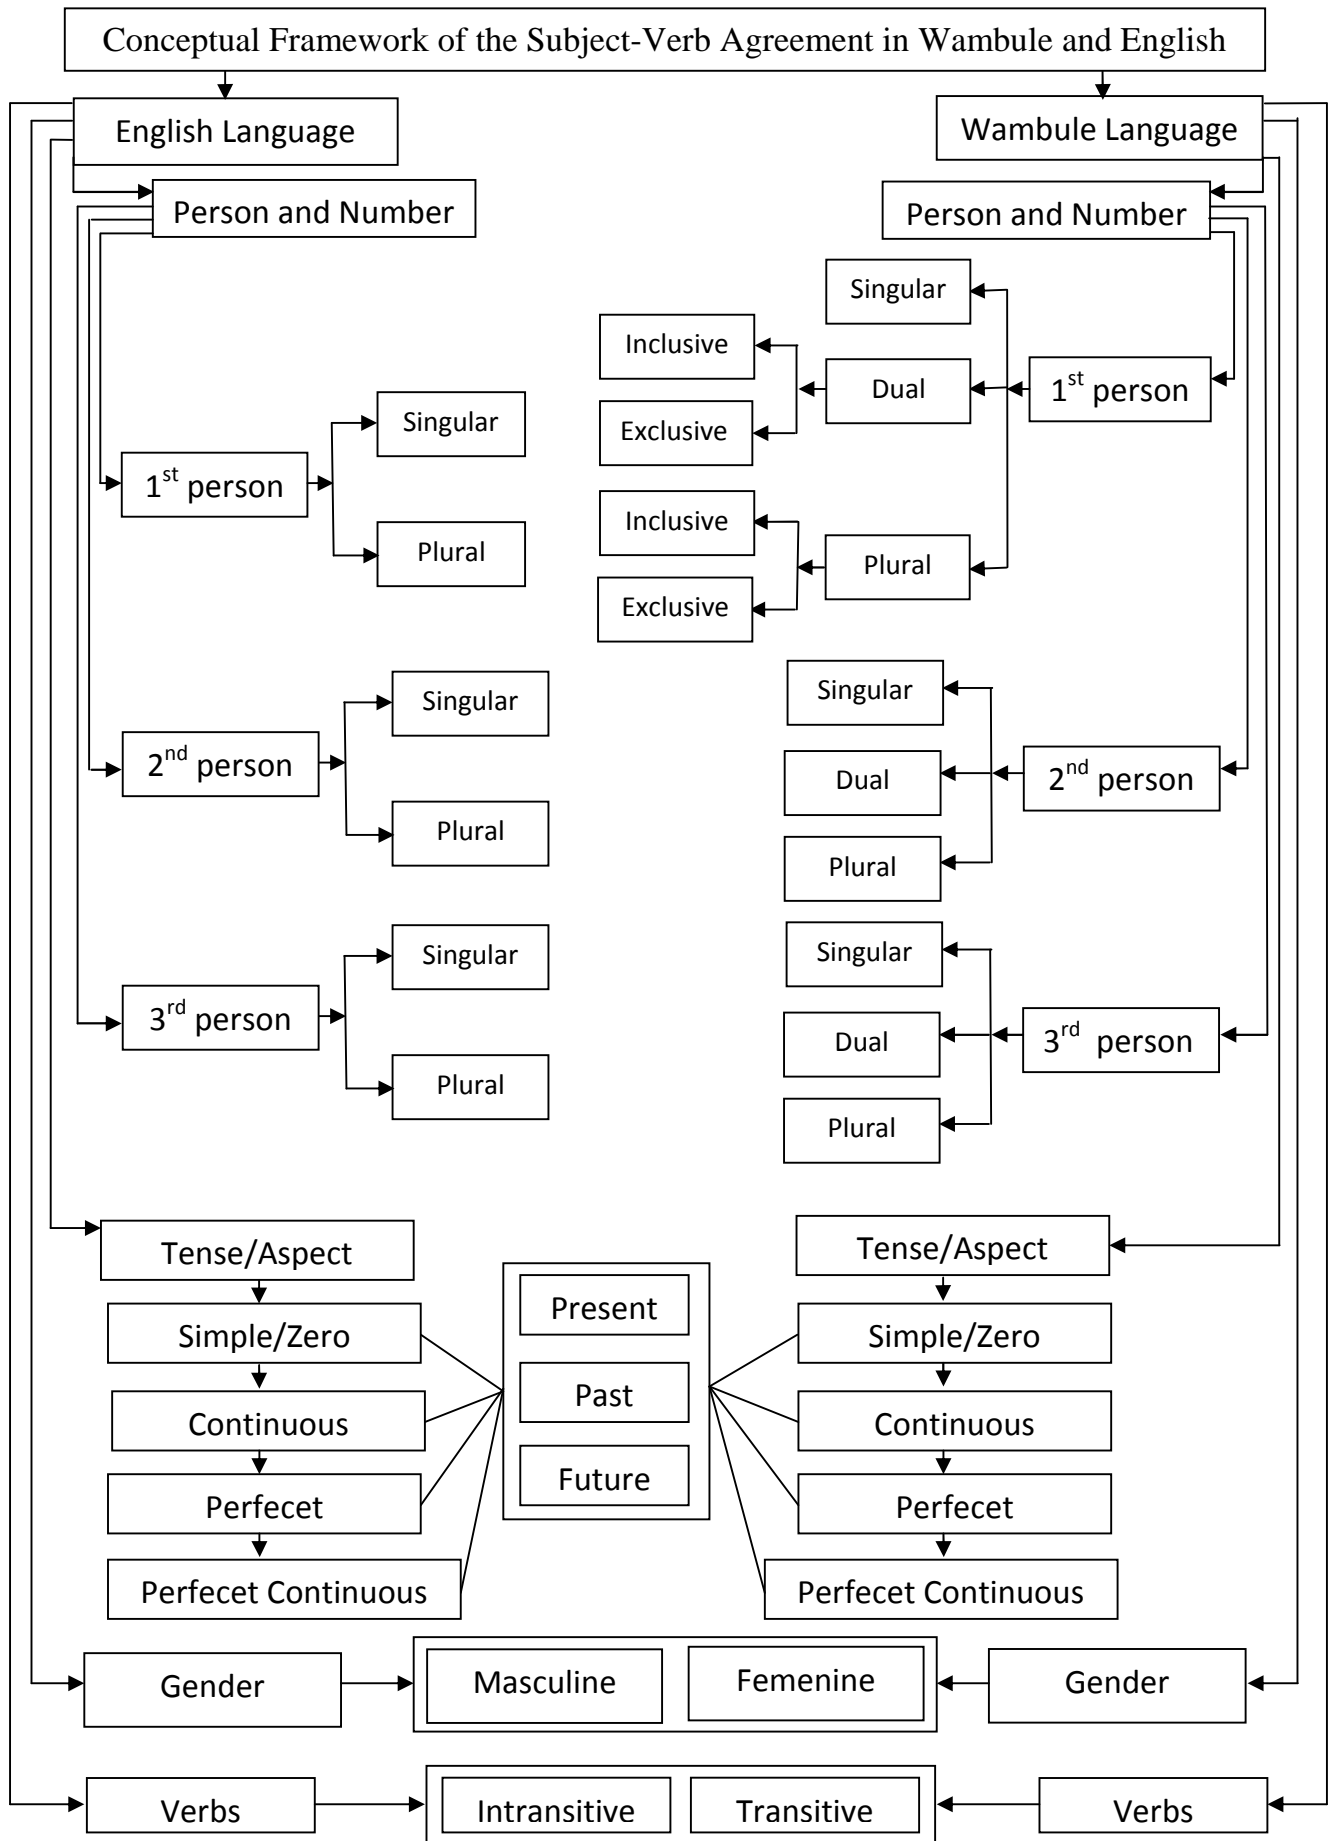 Conceptual Framework of the Subject-Verb Agreement in Wambule and English
English Language
Wambule Language
Person and Number
Person and Number
1st person
Singular
Plural
2nd person
Singular
Plural
3rd person
Singular
Plural
1st person
Singular
Dual
Inclusive
Exclusive
Plural
Inclusive
Exclusive
2nd person
Singular
Dual
Plural
3rd person
Singular
Dual
Plural
Tense/Aspect
Simple/Zero
Continuous
Perfecet
Perfecet Continuous
Present
Past
Future
Tense/Aspect
Simple/Zero
Continuous
Perfecet
Perfecet Continuous
Gender
Masculine
Femenine
Gender
Verbs
Intransitive
Transitive
Verbs